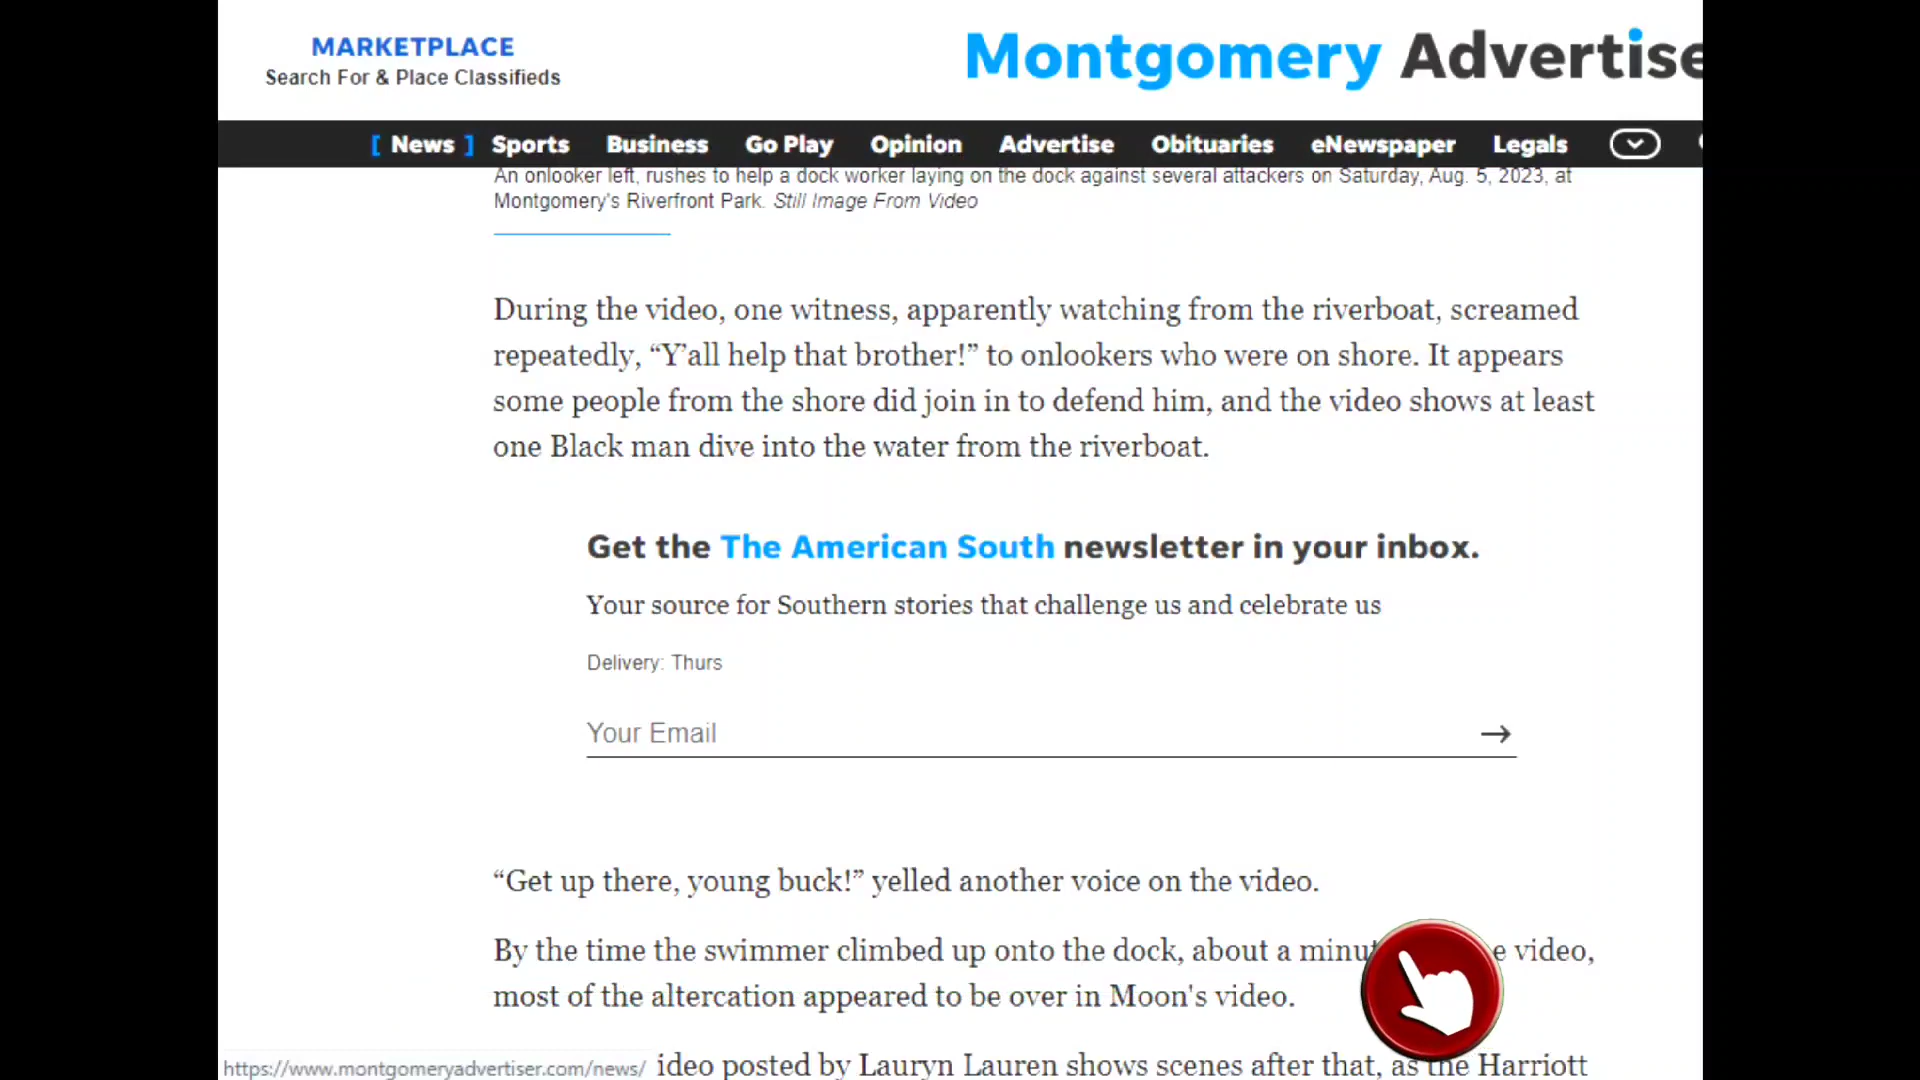 MARKETPLACE
Search For & Place Classifieds
Montgomery Advertise
[ News ] Sports Business Go Play Opinion Advertise Obituaries eNewspaper Legals
An onlooker left, rushes to help a dock worker laying on the dock against several attackers on Saturday, Aug. 5, 2023, at
Montgomery's Riverfront Park. Still Image From Video
During the video, one witness, apparently watching from the riverboat, screamed
repeatedly, “Y’all help that brother!” to onlookers who were on shore. It appears
some people from the shore did join in to defend him, and the video shows at least
one Black man dive into the water from the riverboat.
Get the The American South newsletter in your inbox.
Your source for Southern stories that challenge us and celebrate us
Delivery: Thurs
Your Email
“Get up there, young buck!” yelled another voice on the video.
By the time the swimmer climbed up onto the dock, about a video,
most of the altercation appeared to be over in Moon's video.
https://www.montgomeryadvertiser.com/news/ posted by Lauryn Lauren shows scenes after that, as the Harriott